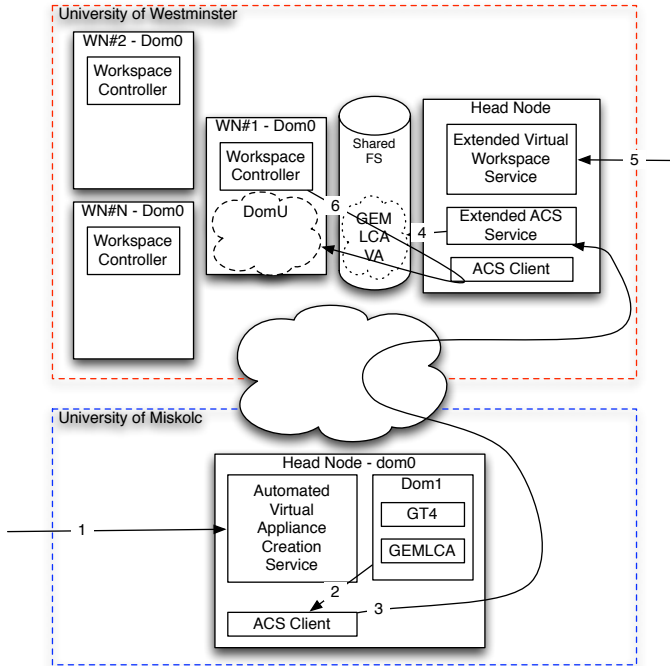 University of Westminster
WN#2 - Dom0
Workspace
Controller
WN#1 - Dom0
Workspace
Controller
DomU
WN#N - Dom0
Workspace
Controller
Shared
FS
GEM
LCA
VA
6
4
Head Node
Extended Virtual
Workspace
Service
5
Extended ACS
Service
ACS Client
University of Miskolc
Head Node - dom0
Automated
Virtual
Appliance
Creation
Service
Dom1
GT4
GEMLCA
1
2
3
ACS Client